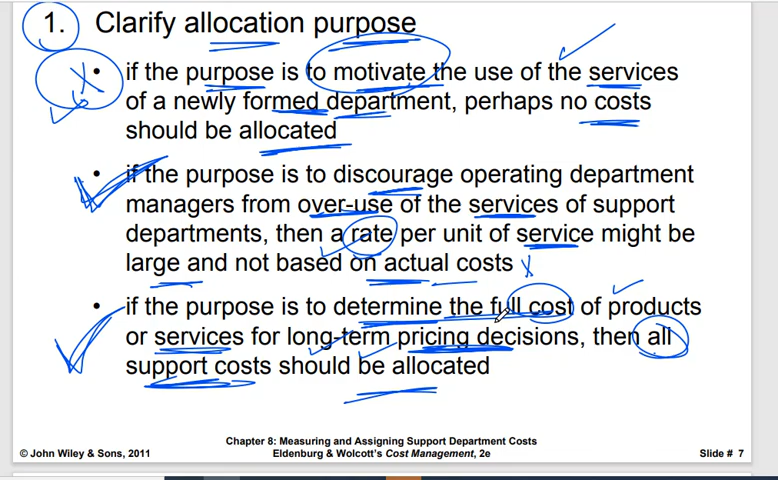 1. Clarify allocation purpose
• if the purpose is to motivate the use of the services
of a newly formed department, perhaps no costs
should be allocated
• if the purpose is to discourage operating department
managers from over-use of the services of support
departments, then a rate per unit of service might be
large and not based on actual costs
• if the purpose is to determine the full cost of products
or services for long-term pricing decisions, then all
support costs should be allocated
Chapter 8: Measuring and Assigning Support Department Costs
© John Wiley & Sons, 2011 Eldenburg & Wolcott's Cost Management, 2e Slide # 7